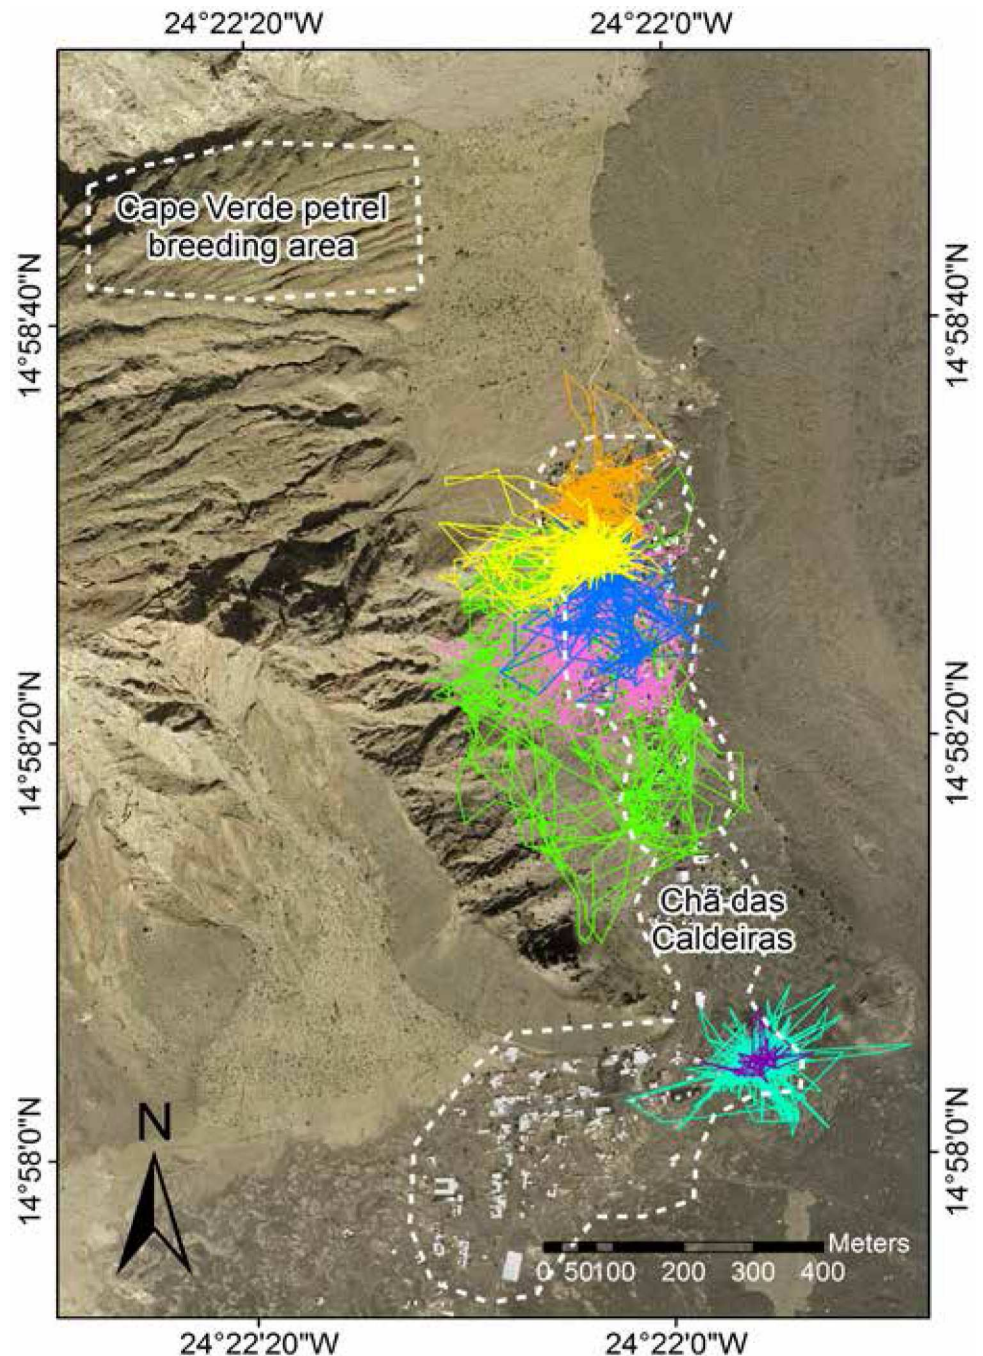 24°22'20"W 24°22'0"W
Cape Verde petrel
breeding area
14°58'40"N 14°58'40"N
14°58'20"N 14°58'20"N
Chã das
Caldeiras
N
14°58'0"N 14°58'0"N
Meters
0 50100 200 300 400
24°22'20"W 24°22'0"W